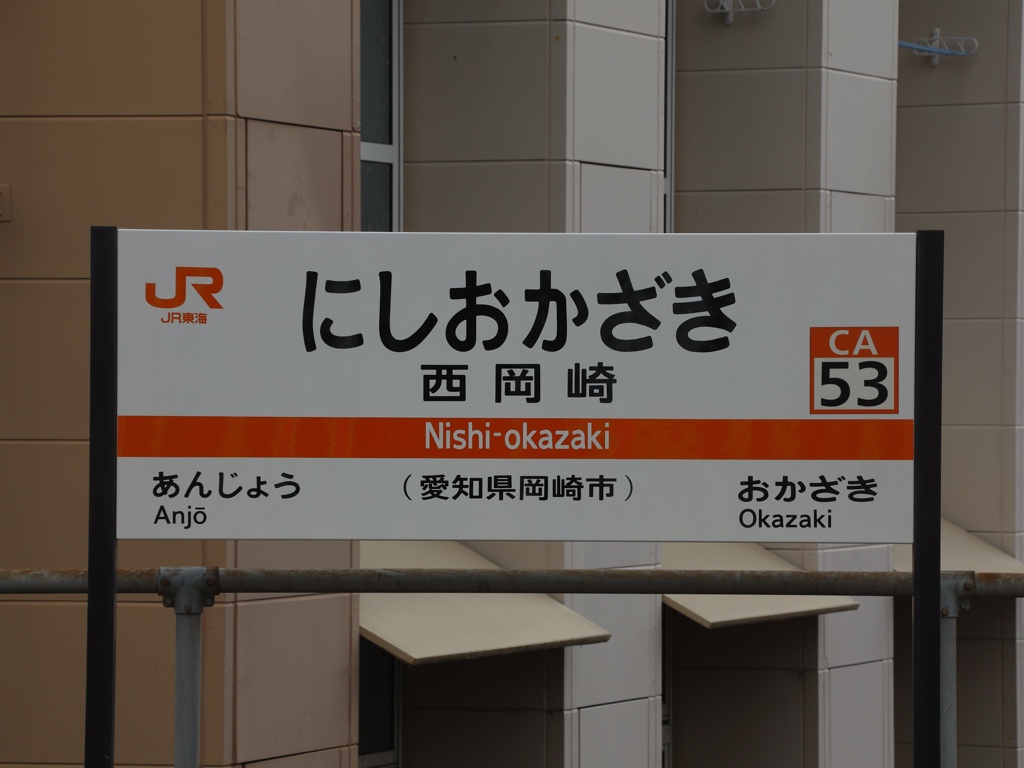 JR
JR東海
にしおかざき
西岡崎
CA
53
Nishi-okazaki
あんじょう
Anjō
（愛知県岡崎市）
おかざき
Okazaki